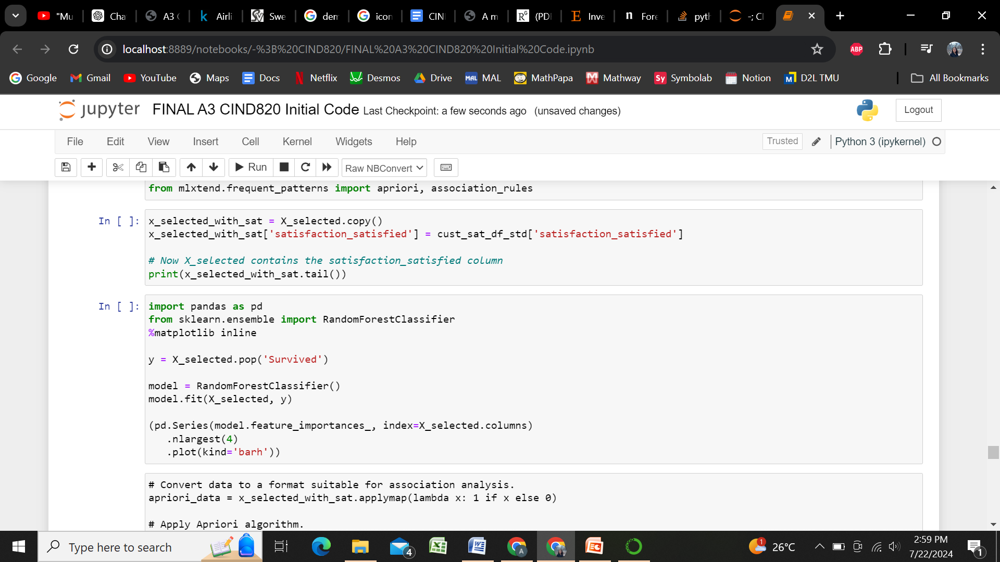 "Mu
Cha
A3 (
Airli
Swe
den
icon
CIN
A m
(PD
Inve
Fore
pyth
-; CI
localhost:8889/notebooks/-%3B%20CIND820/FINAL%20A3%20CIND820%20Initial%20Code.ipynb
ABP
Google
Gmail
YouTube
Maps
Docs
Netflix
Desmos
Drive
MAL MAL
MathPapa
Mathway
Sy Symbolab
Notion
D2L TMU
All Bookmarks
jupyter FINAL A3 CIND820 Initial Code Last Checkpoint: a few seconds ago (unsaved changes)
Logout
File Edit View Insert Cell Kernel Widgets Help
Trusted
Python 3 (ipykernel)
Run
Raw NBConvert
from mlxtend.frequent_patterns import apriori, association_rules
In [ ]: x_selected_with_sat = X_selected.copy()
x_selected_with_sat['satisfaction_satisfied'] = cust_sat_df_std['satisfaction_satisfied']
# Now X_selected contains the satisfaction_satisfied column
print(x_selected_with_sat.tail())
In [ ]: import pandas as pd
from sklearn.ensemble import RandomForestClassifier
%matplotlib inline
y = X_selected.pop('Survived')
model = RandomForestClassifier()
model.fit(X_selected, y)
(pd.Series(model.feature_importances_, index=X_selected.columns)
.nlargest(4)
.plot(kind='barh'))
# Convert data to a format suitable for association analysis.
apriori_data = x_selected_with_sat.applymap(lambda x: 1 if x else 0)
# Apply Apriori algorithm.
Type here to search
4
A
1
26°C
2:59 PM
7/22/2024
1